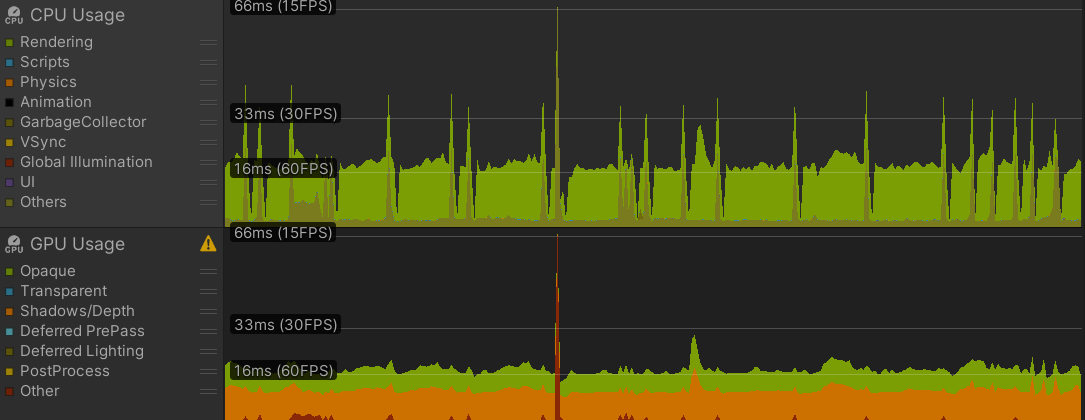 66ms (15FPS)
CPU Usage
CPU
Rendering
Scripts
Physics
Animation
GarbageCollector
VSync
Global Illumination
UI
Others
33ms (30FPS)
16ms (60FPS)
66ms (15FPS)
GPU Usage
GPU
Opaque
Transparent
Shadows/Depth
Deferred PrePass
Deferred Lighting
PostProcess
Other
33ms (30FPS)
16ms (60FPS)